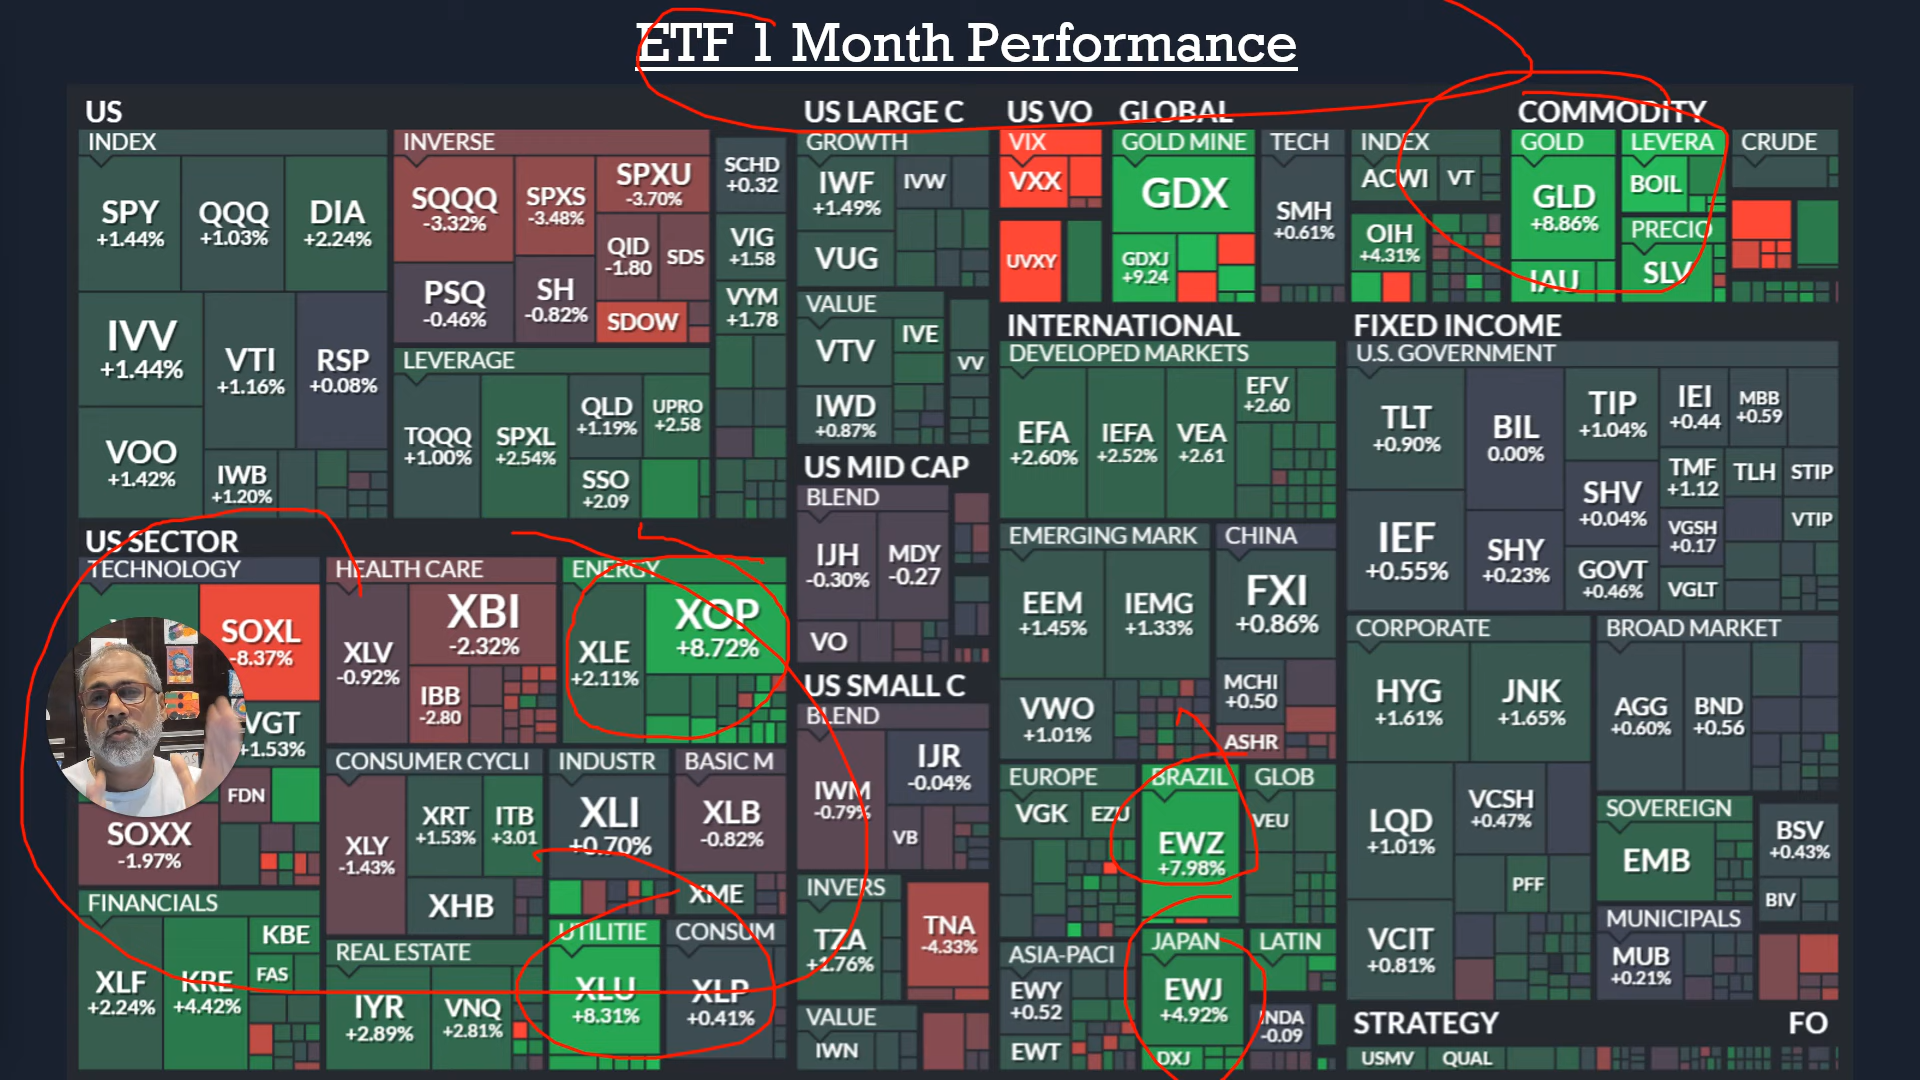 ETF 1 Month Performance
US
INDEX
SPY
+1.44%
QQQ
+1.03%
DIA
+2.24%
IVV
+1.44%
VTI
+1.16%
RSP
+0.08%
VOO
+1.42%
IWB
+1.20%
INVERSE
SQQQ
-3.32%
SPXS
-3.48%
SPXU
-3.70%
QID
-1.80
SDS
PSQ
-0.46%
SH
-0.82%
SDOW
LEVERAGE
TQQQ
+1.00%
SPXL
+2.54%
QLD
+1.19%
UPRO
+2.58
SSO
+2.09
SCHD
+0.32
VIG
+1.58
VYM
+1.78
US LARGE C
GROWTH
IWF
+1.49%
IVW
VUG
VALUE
VTV
IVE
VV
IWD
+0.87%
US MID CAP
BLEND
IJH
-0.30%
MDY
-0.27
VO
US SMALL C
BLEND
IWM
-0.79%
IJR
-0.04%
VB
INVERS
TZA
+1.76%
TNA
-4.33%
VALUE
IWN
US VO
VIX
VXX
UVXY
GLOBAL
GOLD MINE
GDX
GDXJ
+9.24
TECH
SMH
+0.61%
INDEX
ACWI
VT
OIH
+4.31%
COMMODITY
GOLD
GLD
+8.86%
IAU
LEVERA
BOIL
PRECIO
SLV
CRUDE
INTERNATIONAL
DEVELOPED MARKETS
EFA
+2.60%
IEFA
+2.52%
VEA
+2.61
EFV
+2.60
EMERGING MARK
EEM
+1.45%
IEMG
+1.33%
VWO
+1.01%
CHINA
FXI
+0.86%
MCHI
+0.50
ASHR
EUROPE
VGK
EZU
BRAZIL
EWZ
+7.98%
GLOB
VEU
ASIA-PACI
EWY
+0.52
EWT
JAPAN
EWJ
+4.92%
DXJ
LATIN
INDA
-0.09
FIXED INCOME
U.S. GOVERNMENT
TLT
+0.90%
BIL
0.00%
TIP
+1.04%
IEI
+0.44
MBB
+0.59
IEF
+0.55%
SHY
+0.23%
SHV
+0.04%
GOVT
+0.46%
TMF
+1.12
TLH
STIP
VGSH
+0.17
VTIP
VGLT
CORPORATE
HYG
+1.61%
JNK
+1.65%
LQD
+1.01%
VCSH
+0.47%
PFF
VCIT
+0.81%
BROAD MARKET
AGG
+0.60%
BND
+0.56
SOVEREIGN
EMB
BSV
+0.43%
BIV
MUNICIPALS
MUB
+0.21%
STRATEGY
USMV
QUAL
FO
US SECTOR
TECHNOLOGY
SOXL
-8.37%
VGT
+1.53%
FDN
SOXX
-1.97%
FINANCIALS
XLF
+2.24%
KRE
+4.42%
KBE
FAS
HEALTH CARE
XLV
-0.92%
XBI
-2.32%
IBB
-2.80
ENERGY
XLE
+2.11%
XOP
+8.72%
CONSUMER CYCLI
XLY
-1.43%
XRT
+1.53%
ITB
+3.01
XHB
INDUSTR
XLI
+0.70%
BASIC M
XLB
-0.82%
XME
REAL ESTATE
IYR
+2.89%
VNQ
+2.81%
UTILITIE
XLU
+8.31%
CONSUM
XLP
+0.41%